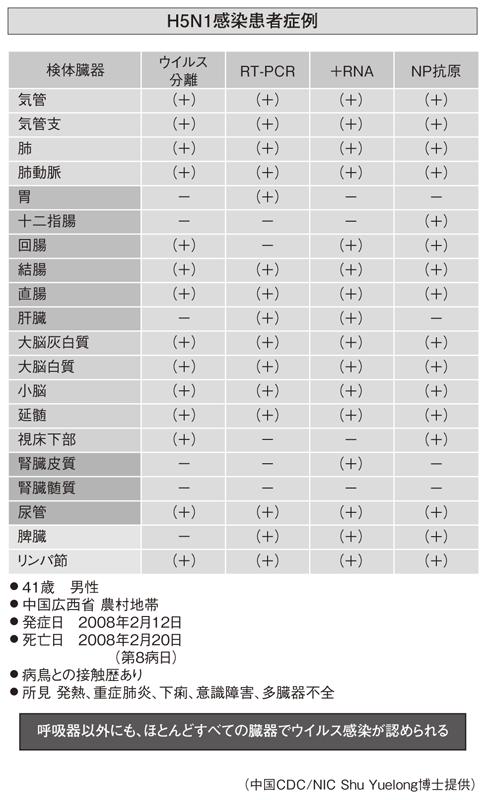 H5N1感染患者症例
検体臓器 ウイルス分離 RT-PCR ＋RNA NP抗原
気管 (＋) (＋) (＋) (＋)
気管支 (＋) (＋) (＋) (＋)
肺 (＋) (＋) (＋) (＋)
肺動脈 (＋) (＋) (＋) (＋)
胃 − (＋) − −
十二指腸 − − − (＋)
回腸 (＋) − (＋) (＋)
結腸 (＋) (＋) (＋) (＋)
直腸 (＋) (＋) (＋) (＋)
肝臓 − (＋) (＋) −
大脳灰白質 (＋) (＋) (＋) (＋)
大脳白質 (＋) (＋) (＋) (＋)
小脳 (＋) (＋) (＋) (＋)
延髄 (＋) (＋) (＋) (＋)
視床下部 (＋) − − (＋)
腎臓皮質 − − (＋) −
腎臓髄質 − − − −
尿管 (＋) (＋) (＋) (＋)
脾臓 − (＋) (＋) (＋)
リンパ節 (＋) (＋) (＋) (＋)
● 41歳　男性
● 中国広西省 農村地帯
● 発症日　2008年2月12日
● 死亡日　2008年2月20日
（第8病日）
● 病鳥との接触歴あり
● 所見 発熱、重症肺炎、下痢、意識障害、多臓器不全
呼吸器以外にも、ほとんどすべての臓器でウイルス感染が認められる
（中国CDC/NIC Shu Yuelong博士提供）